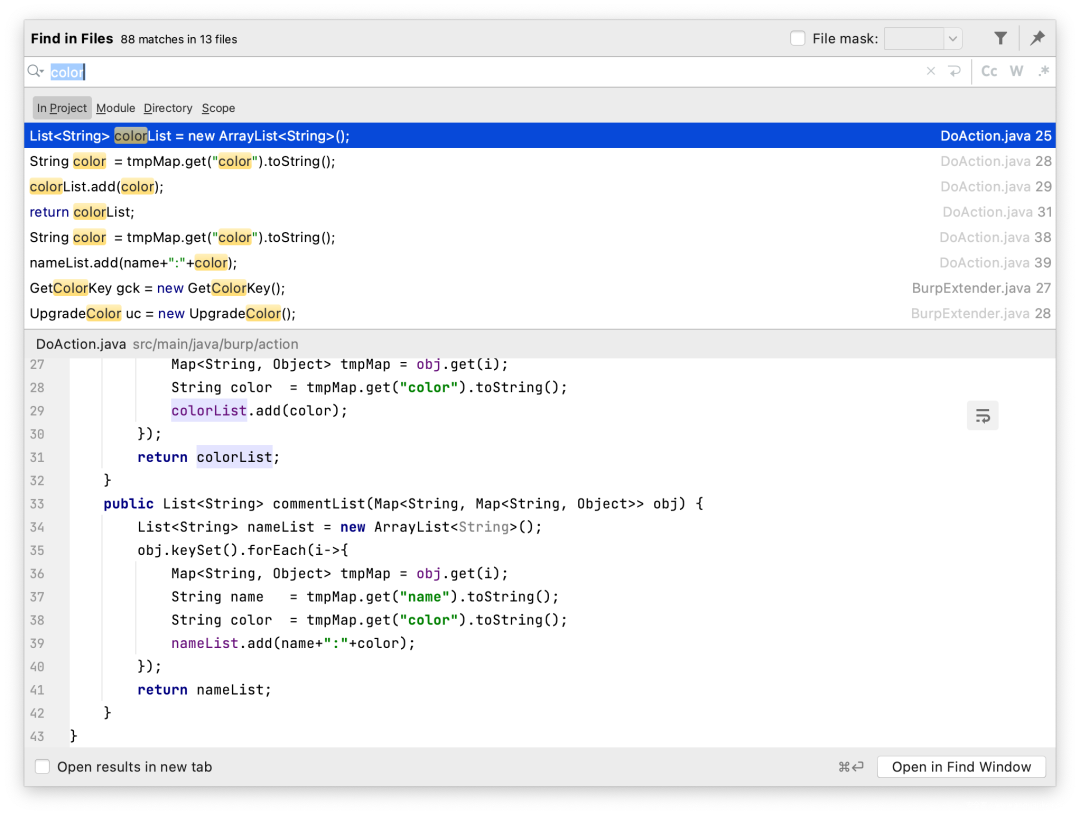 Find in Files 88 matches in 13 files File mask:
color Cc W .*
In Project Module Directory Scope
List<String> colorList = new ArrayList<String>(); DoAction.java 25
String color = tmpMap.get("color").toString(); DoAction.java 28
colorList.add(color); DoAction.java 29
return colorList; DoAction.java 31
String color = tmpMap.get("color").toString(); DoAction.java 38
nameList.add(name+":"+color); DoAction.java 39
GetColorKey gck = new GetColorKey(); BurpExtender.java 27
UpgradeColor uc = new UpgradeColor(); BurpExtender.java 28
DoAction.java src/main/java/burp/action
27 Map<String, Object> tmpMap = obj.get(i);
28 String color  = tmpMap.get("color").toString();
29 colorList.add(color);
30 });
31 return colorList;
32 }
33 public List<String> commentList(Map<String, Map<String, Object>> obj) {
34 List<String> nameList = new ArrayList<String>();
35 obj.keySet().forEach(i->{
36 Map<String, Object> tmpMap = obj.get(i);
37 String name   = tmpMap.get("name").toString();
38 String color  = tmpMap.get("color").toString();
39 nameList.add(name+":"+color);
40 });
41 return nameList;
42 }
43 }
Open results in new tab ⌘↩ Open in Find Window